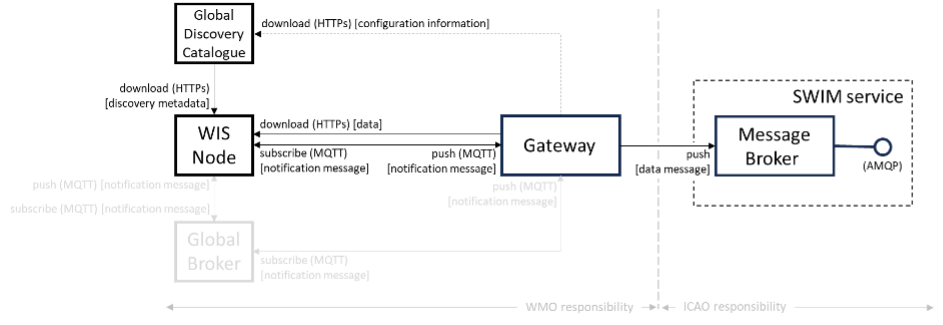 Global
Discovery
Catalogue
download (HTTPs) [configuration information]
download (HTTPs)
[discovery metadata]
SWIM service
WIS
Node
download (HTTPs) [data]
subscribe (MQTT)
[notification message]
push (MQTT)
[notification message]
Gateway
push
[data message]
Message
Broker
(AMQP)
push (MQTT) [notification message]
subscribe (MQTT) [notification message]
push (MQTT)
[notification message]
Global
Broker
subscribe (MQTT)
[notification message]
WMO responsibility
ICAO responsibility